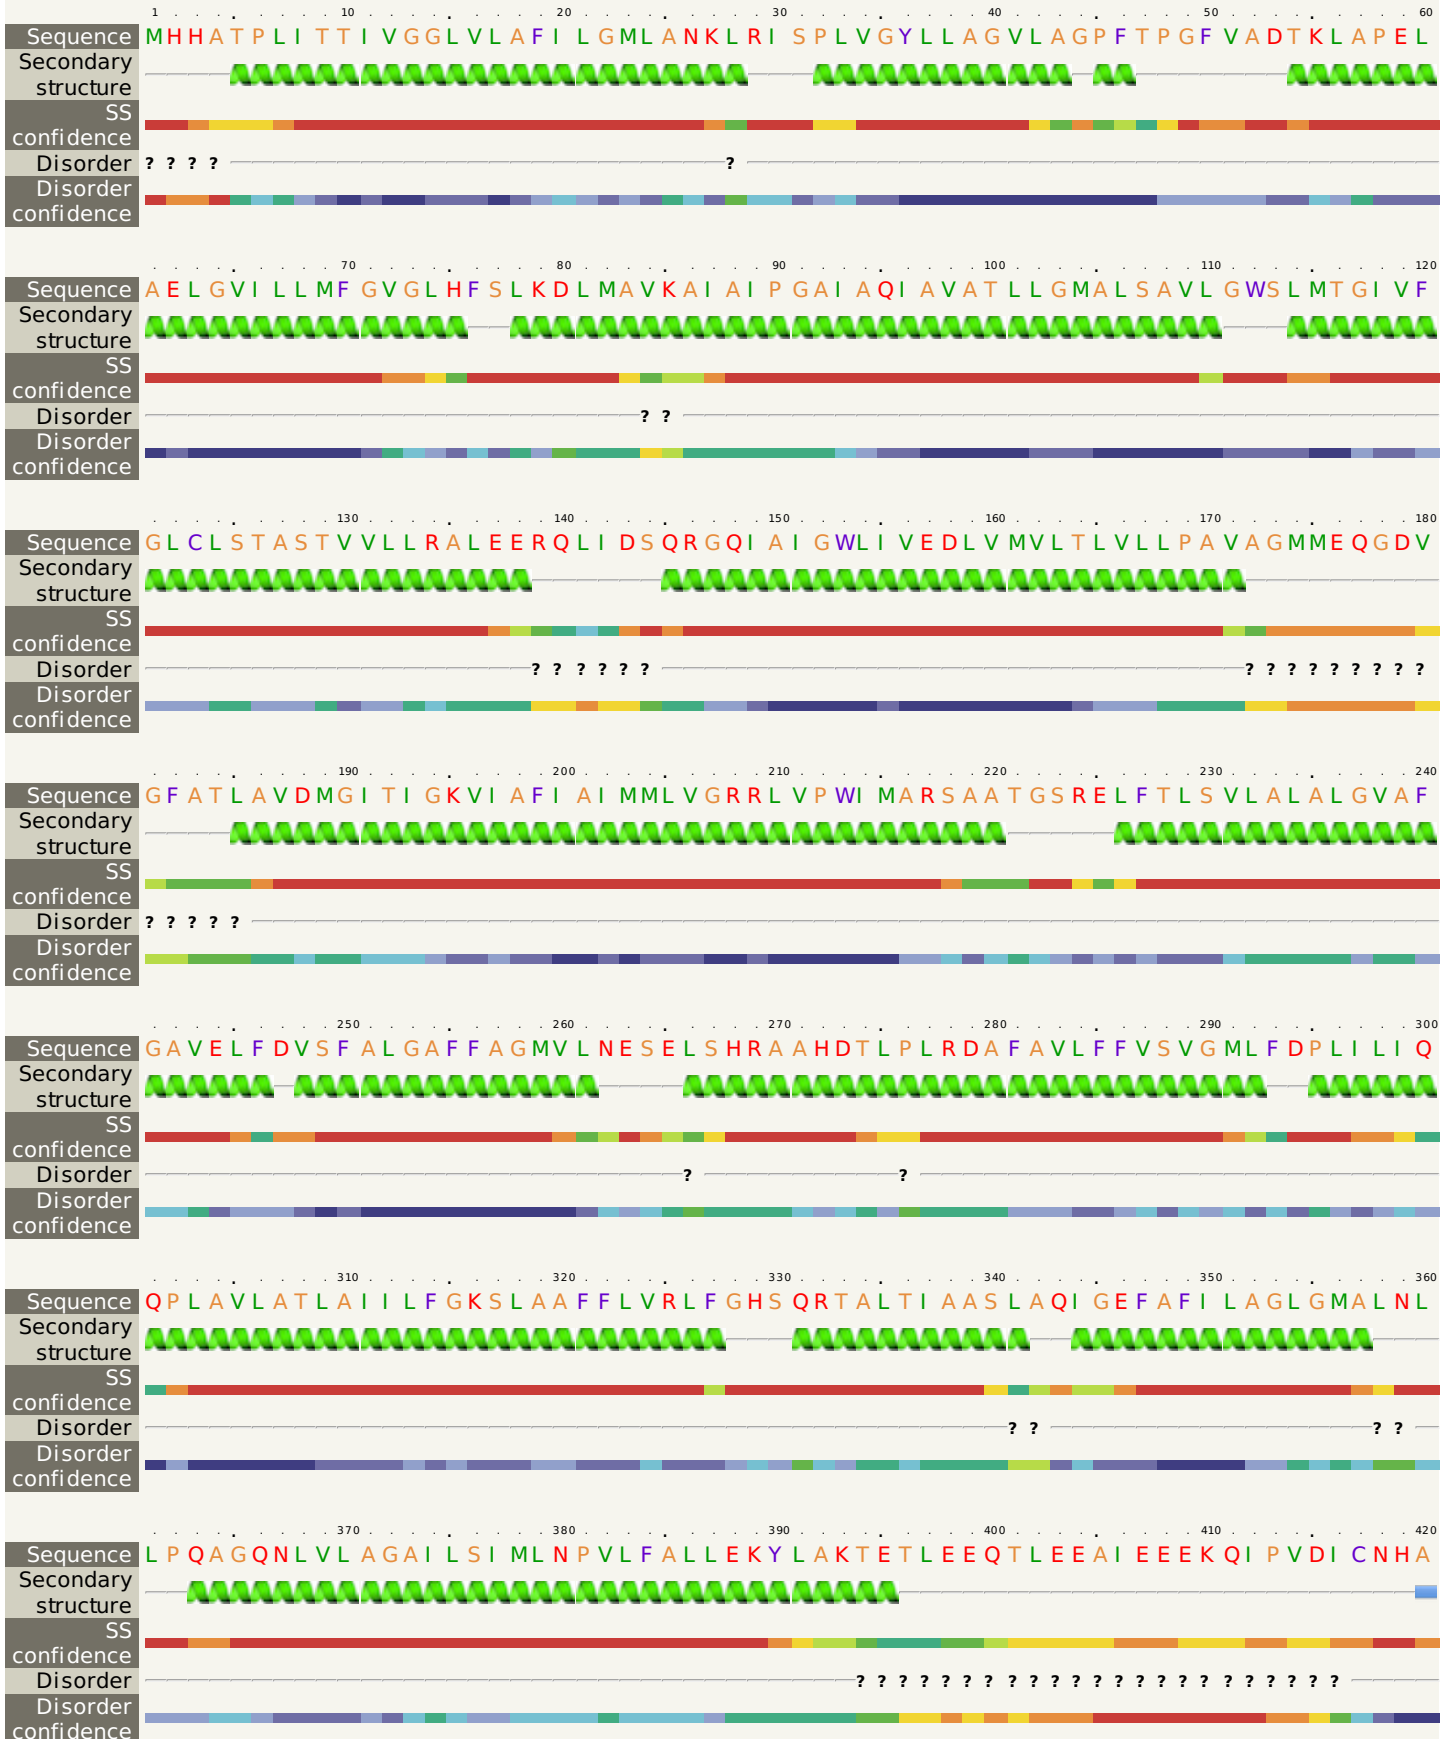 1 10 20 30 40 50 60
Sequence MHHATPLITTIVGGLVLAFILGMLANKLRISPLVGYLLAGVLAGPFTPGFVADTKLAPEL
Secondary
structure
SS
confidence
Disorder ? ? ? ? ?
Disorder
confidence
70 80 90 100 110 120
Sequence AELGVILLMFGVGLHFSLKDLMAVKAIAIPGAIAQIAVATLLGMALSAVLGWSLMTGIVF
Secondary
structure
SS
confidence
Disorder ? ?
Disorder
confidence
130 140 150 160 170 180
Sequence GLCLSTASTVVLLRALEERQLIDSQRGQIAIGWLIVEDLVMVLTLVLLPAVAGMMEQGDV
Secondary
structure
SS
confidence
Disorder ? ? ? ? ? ? ? ? ? ? ? ? ? ? ?
Disorder
confidence
190 200 210 220 230 240
Sequence GFATLAVDMGITIGKVIAFIAIMMLVGRRLVPWIMARSAATGSRELFTLSVLALALGVAF
Secondary
structure
SS
confidence
Disorder ? ? ? ? ?
Disorder
confidence
250 260 270 280 290 300
Sequence GAVELFDVSFALGAFFAGMVLNESELSHRAAHDTLPLRDAFAVLFFVSVGMLFDPLILIQ
Secondary
structure
SS
confidence
Disorder ? ?
Disorder
confidence
310 320 330 340 350 360
Sequence QPLAVLATLAIILFGKSLAAFFLVRLFGHSQRTALTIAASLAQIGEFAFILAGLGMALNL
Secondary
structure
SS
confidence
Disorder ? ? ? ?
Disorder
confidence
370 380 390 400 410 420
Sequence LPQAGQNLVLAGAILSIMLNPVLFALLEKYLAKTETLEEQTLEEAIEEEKQIPVDICNHA
Secondary
structure
SS
confidence
Disorder ? ? ? ? ? ? ? ? ? ? ? ? ? ? ? ? ? ? ? ? ? ? ?
Disorder
confidence